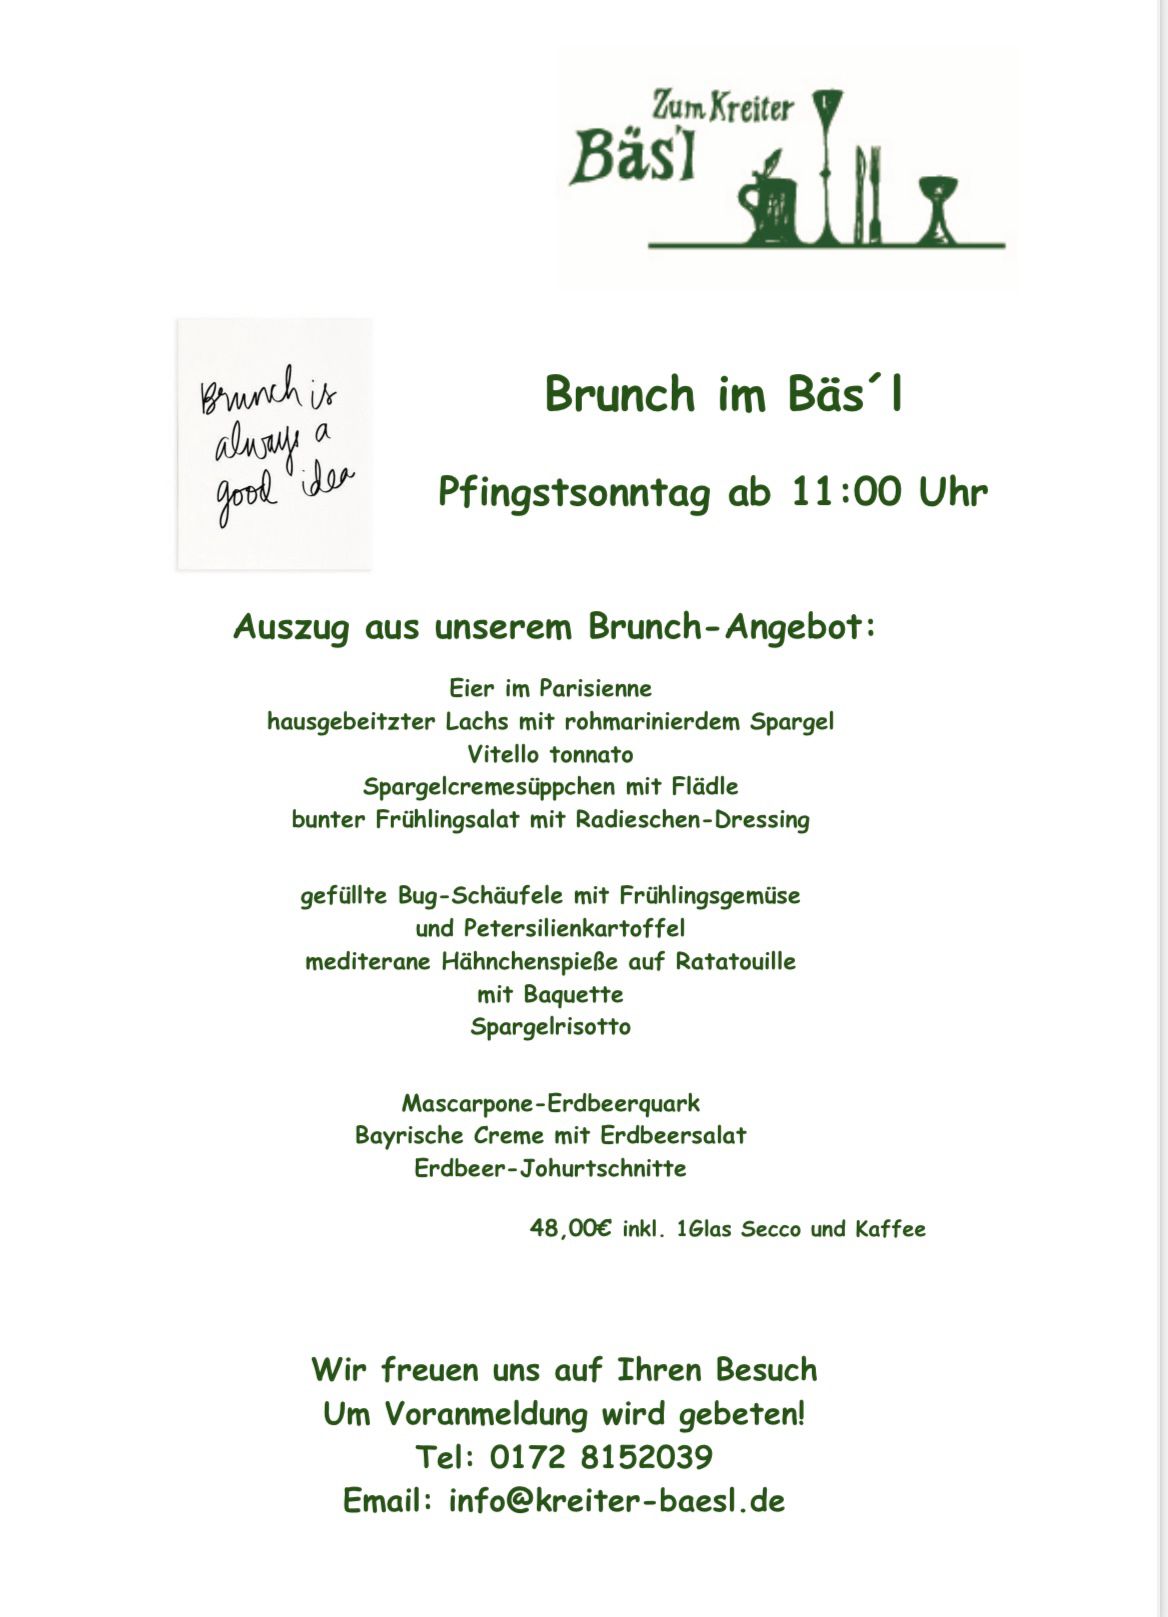 Zum Kreiter
Bäs'l
Brunch is
always a
good idea
Brunch im Bäs´l
Pfingstsonntag ab 11:00 Uhr
Auszug aus unserem Brunch-Angebot:
Eier im Parisienne
hausgebeitzter Lachs mit rohmarinierdem Spargel
Vitello tonnato
Spargelcremesüppchen mit Flädle
bunter Frühlingsalat mit Radieschen-Dressing
gefüllte Bug-Schäufele mit Frühlingsgemüse
und Petersilienkartoffel
mediterane Hähnchenspieße auf Ratatouille
mit Baquette
Spargelrisotto
Mascarpone-Erdbeerquark
Bayrische Creme mit Erdbeersalat
Erdbeer-Johurtschnitte
48,00€ inkl. 1Glas Secco und Kaffee
Wir freuen uns auf Ihren Besuch
Um Voranmeldung wird gebeten!
Tel: 0172 8152039
Email: info@kreiter-baesl.de